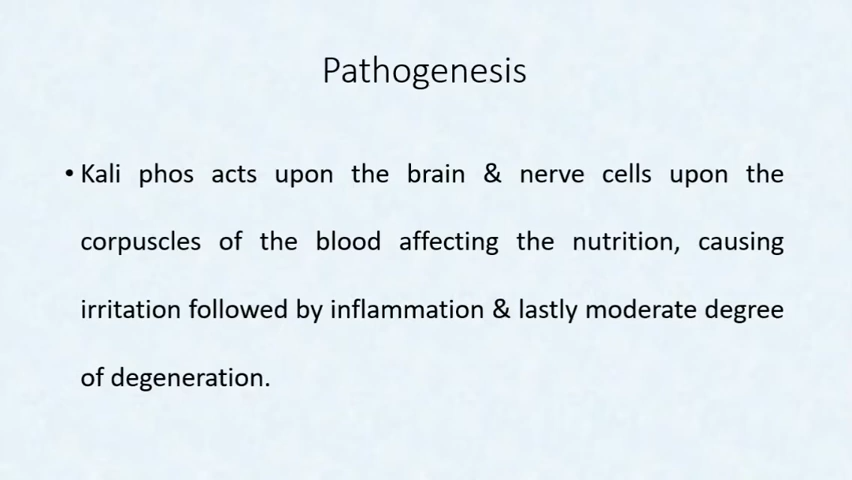 Pathogenesis
• Kali phos acts upon the brain & nerve cells upon the
corpuscles of the blood affecting the nutrition, causing
irritation followed by inflammation & lastly moderate degree
of degeneration.